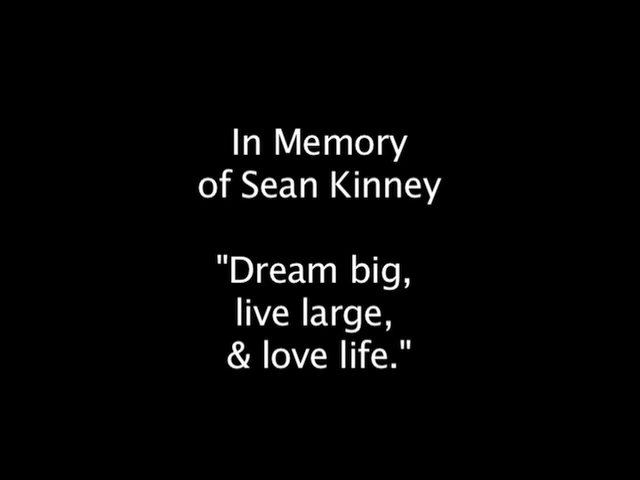 In Memory
of Sean Kinney
"Dream big,
live large,
& love life."